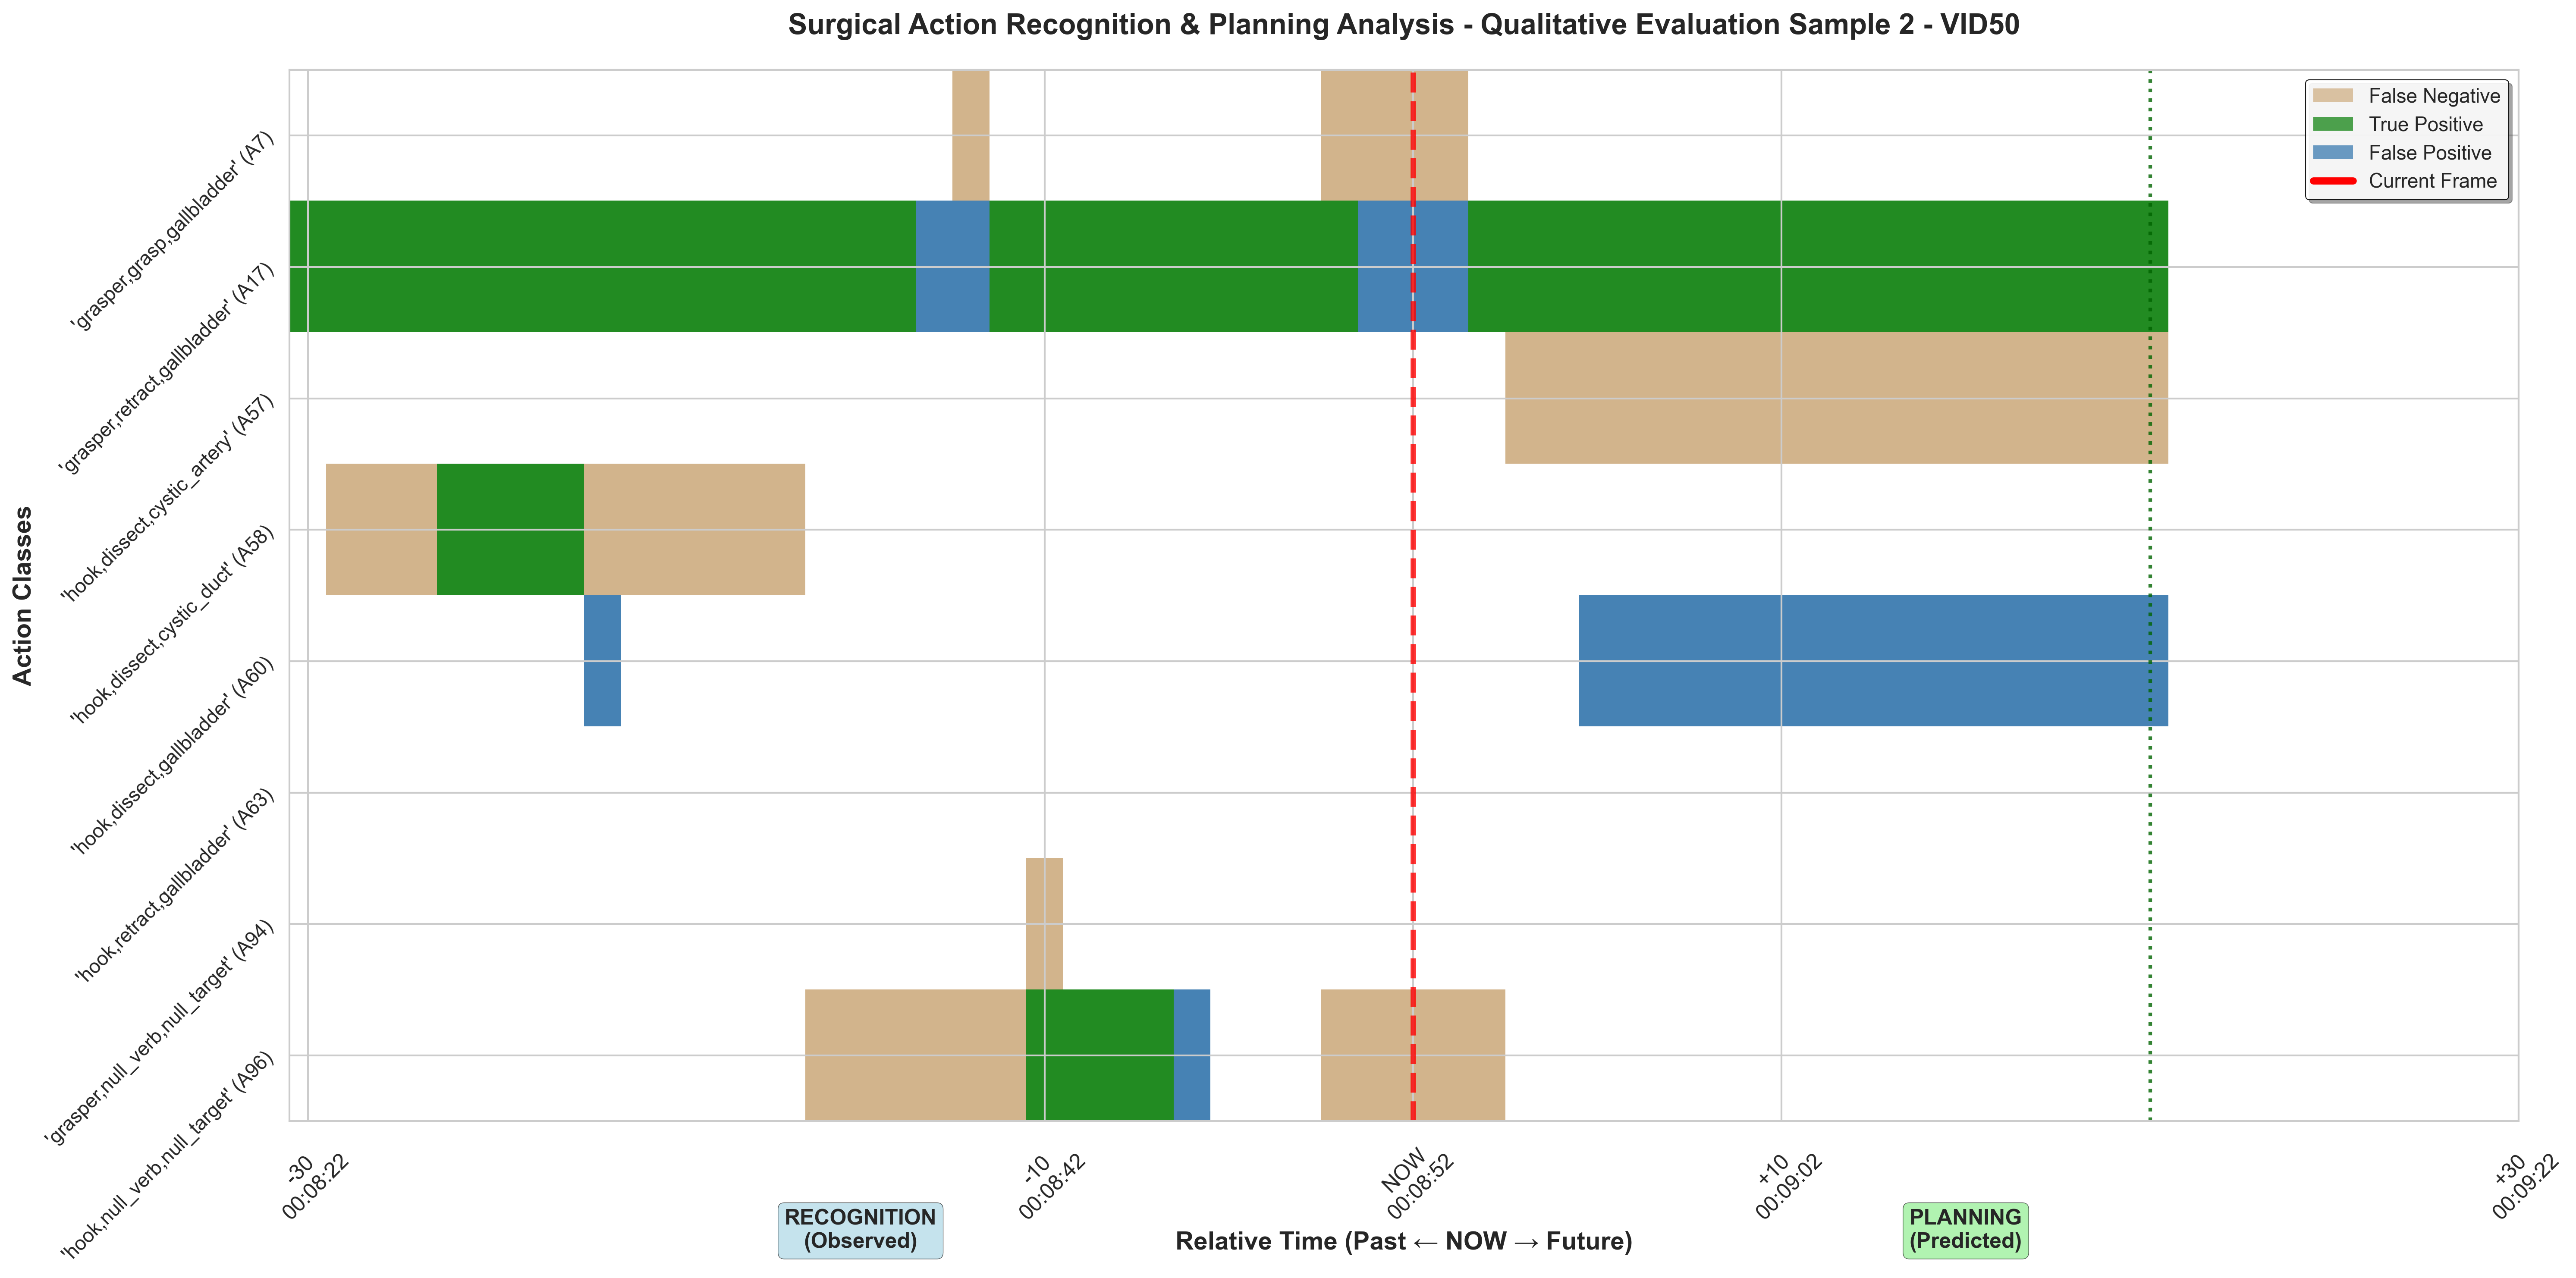 Surgical Action Recognition & Planning Analysis - Qualitative Evaluation Sample 2 - VID50
False Negative
True Positive
False Positive
Current Frame
Action Classes
'grasper,grasp,gallbladder' (A7)
'grasper,retract,gallbladder' (A17)
'hook,dissect,cystic_artery' (A57)
'hook,dissect,cystic_duct' (A58)
'hook,dissect,gallbladder' (A60)
'hook,retract,gallbladder' (A63)
'grasper,null_verb,null_target' (A94)
'hook,null_verb,null_target' (A96)
-30
00:08:22
-10
00:08:42
NOW
00:08:52
+10
00:09:02
+30
00:09:22
RECOGNITION
(Observed)
Relative Time (Past ← NOW → Future)
PLANNING
(Predicted)